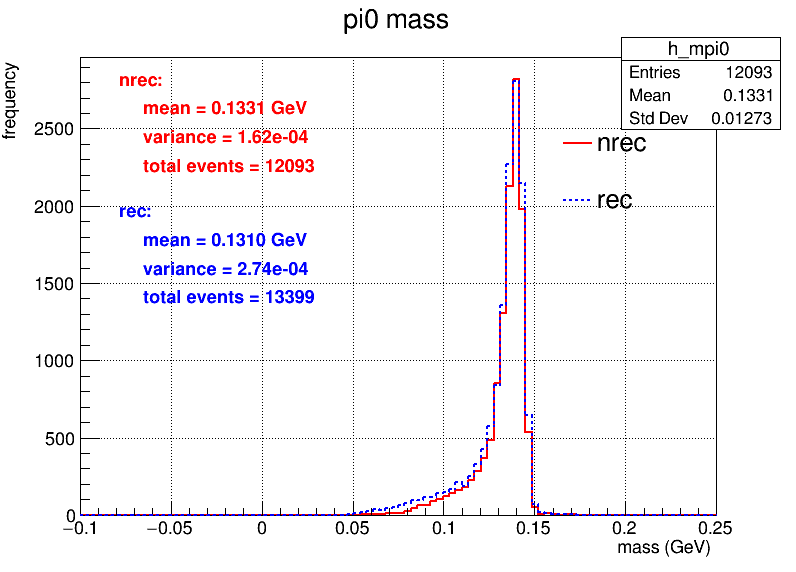 pi0 mass
h_mpi0
Entries 12093
Mean 0.1331
Std Dev 0.01273
frequency
nrec:
mean = 0.1331 GeV
variance = 1.62e-04
total events = 12093
rec:
mean = 0.1310 GeV
variance = 2.74e-04
total events = 13399
nrec
rec
2500
2000
1500
1000
500
0
−0.1 −0.05 0 0.05 0.1 0.15 0.2 0.25
mass (GeV)